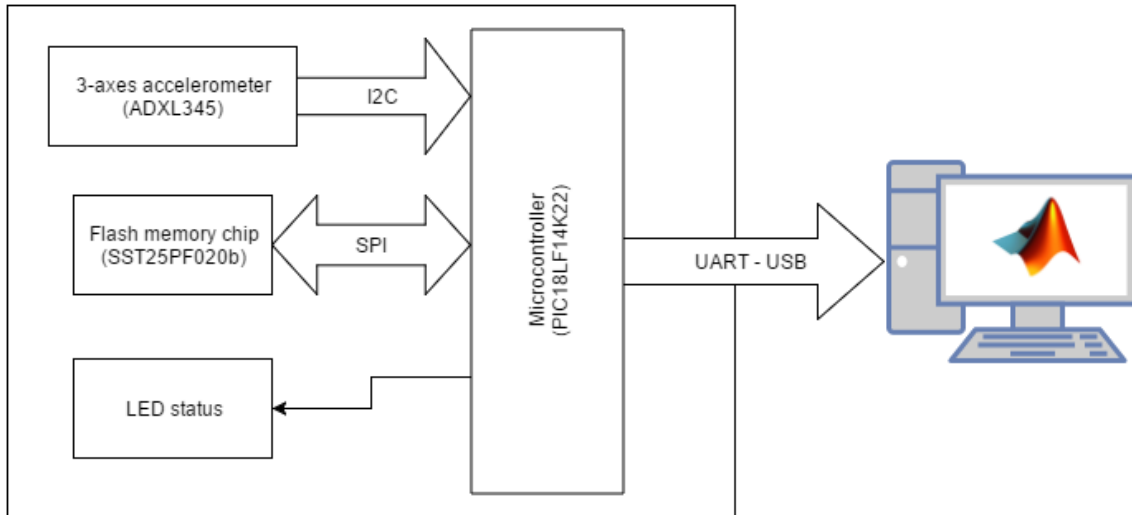 3-axes accelerometer
(ADXL345)
I2C
Flash memory chip
(SST25PF020b)
SPI
LED status
Microcontroller
(PIC18LF14K22)
UART - USB